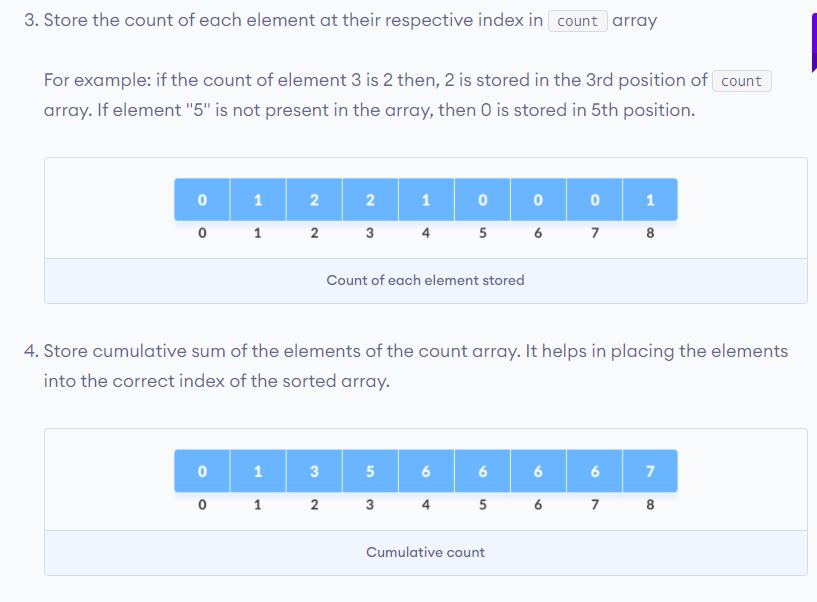 3. Store the count of each element at their respective index in count array
For example: if the count of element 3 is 2 then, 2 is stored in the 3rd position of count
array. If element "5" is not present in the array, then 0 is stored in 5th position.
0 1 2 2 1 0 0 0 1
0 1 2 3 4 5 6 7 8
Count of each element stored
4. Store cumulative sum of the elements of the count array. It helps in placing the elements
into the correct index of the sorted array.
0 1 3 5 6 6 6 6 7
0 1 2 3 4 5 6 7 8
Cumulative count